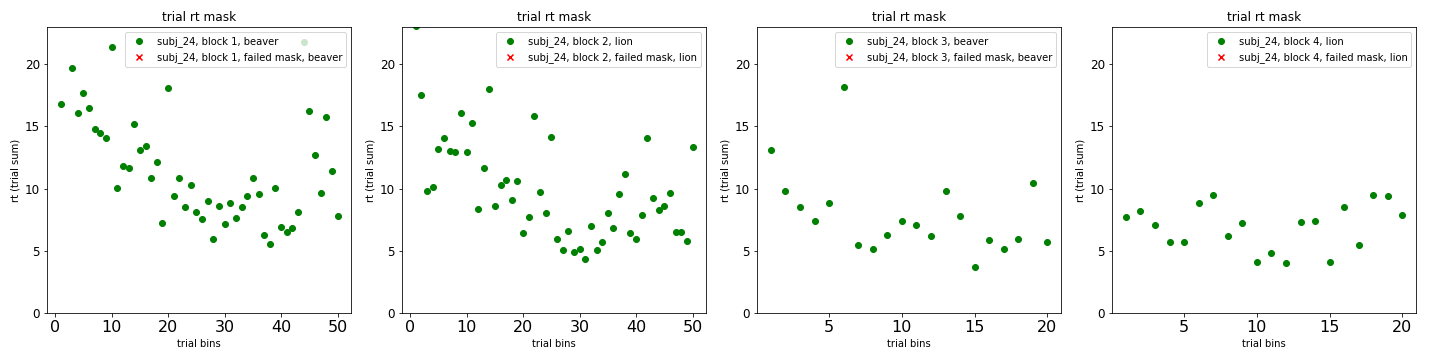 trial rt mask
rt (trial sum)
20
15
10
5
0
subj_24, block 1, beaver
subj_24, block 1, failed mask, beaver
0 10 20 30 40 50
trial bins
trial rt mask
rt (trial sum)
20
15
10
5
0
subj_24, block 2, lion
subj_24, block 2, failed mask, lion
0 10 20 30 40 50
trial bins
trial rt mask
rt (trial sum)
20
15
10
5
0
subj_24, block 3, beaver
subj_24, block 3, failed mask, beaver
5 10 15 20
trial bins
trial rt mask
rt (trial sum)
20
15
10
5
0
subj_24, block 4, lion
subj_24, block 4, failed mask, lion
5 10 15 20
trial bins